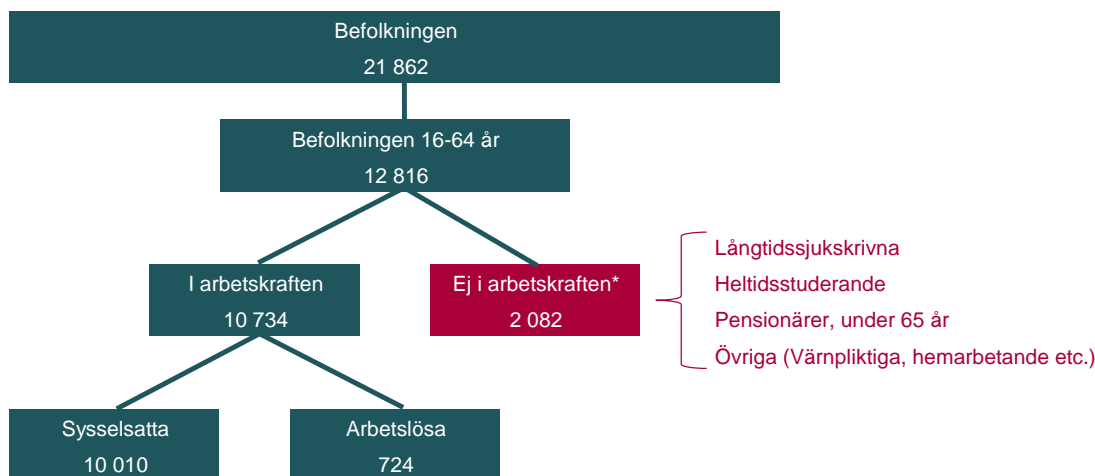 Befolkningen
21 862
Befolkningen 16-64 år
12 816
I arbetskraften
10 734
Ej i arbetskraften*
2 082
Långtidssjukskrivna
Heltidsstuderande
Pensionärer, under 65 år
Övriga (Värnpliktiga, hemarbetande etc.)
Sysselsatta
10 010
Arbetslösa
724